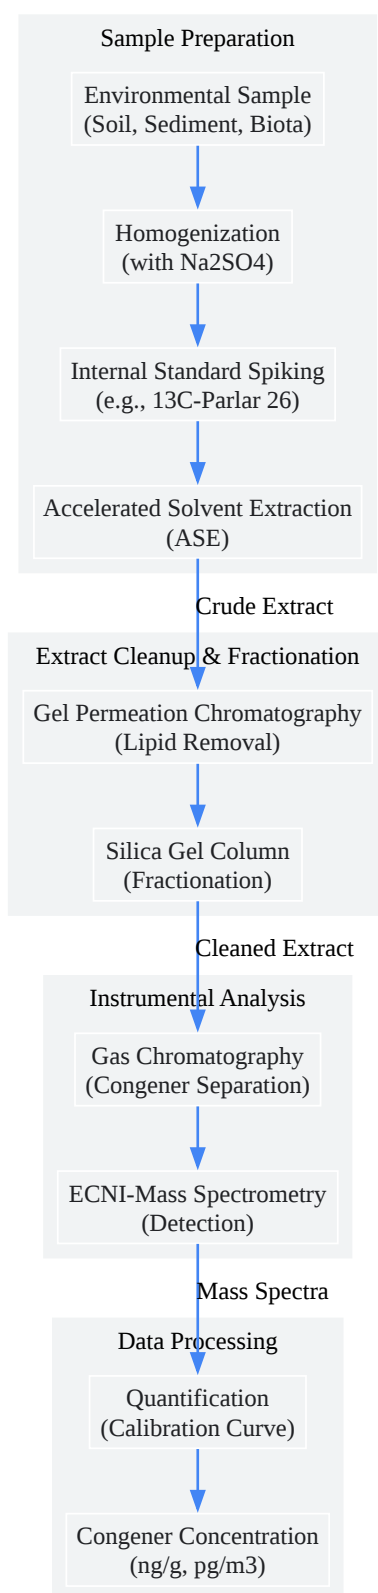 Sample Preparation
Environmental Sample
(Soil, Sediment, Biota)
Homogenization
(with Na2SO4)
Internal Standard Spiking
(e.g., 13C-Parlar 26)
Accelerated Solvent Extraction
(ASE)
Crude Extract
Extract Cleanup & Fractionation
Gel Permeation Chromatography
(Lipid Removal)
Silica Gel Column
(Fractionation)
Cleaned Extract
Instrumental Analysis
Gas Chromatography
(Congener Separation)
ECNI-Mass Spectrometry
(Detection)
Mass Spectra
Data Processing
Quantification
(Calibration Curve)
Congener Concentration
(ng/g, pg/m3)